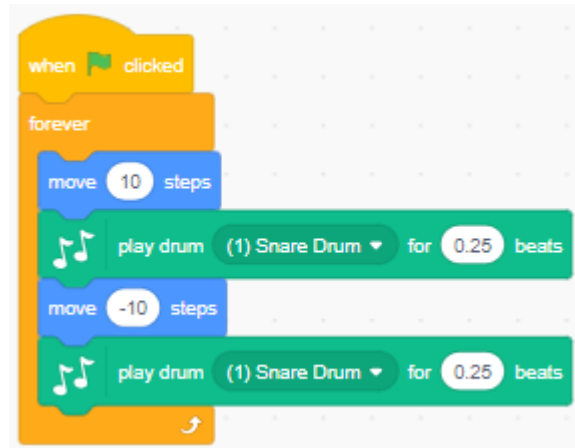 when clicked
forever
move 10 steps
play drum (1) Snare Drum for 0.25 beats
move -10 steps
play drum (1) Snare Drum for 0.25 beats